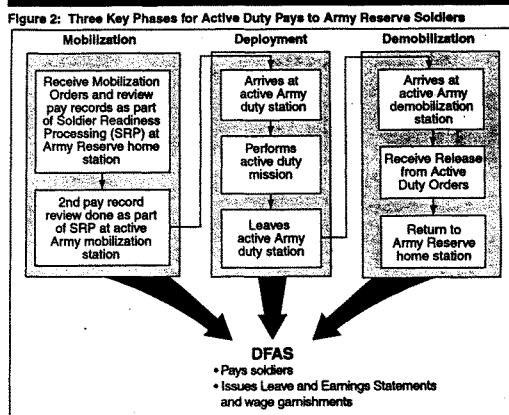 Figure 2: Three Key Phases for Active Duty Pays to Army Reserve Soldiers
Mobilization
Receive Mobilization
Orders and review
pay records as part
of Soldier Readiness
Processing (SRP) at
Army Reserve home
station
2nd pay record
review done as part
of SRP at active
Army mobilization
station
Deployment
Arrives at
active Army
duty station
Performs
active duty
mission
Leaves
active Army
duty station
Demobilization
Arrives at
active Army
demobilization
station
Receive Release
from Active
Duty Orders
Return to
Army Reserve
home station
DFAS
• Pays soldiers
• Issues Leave and Earnings Statements
and wage garnishments